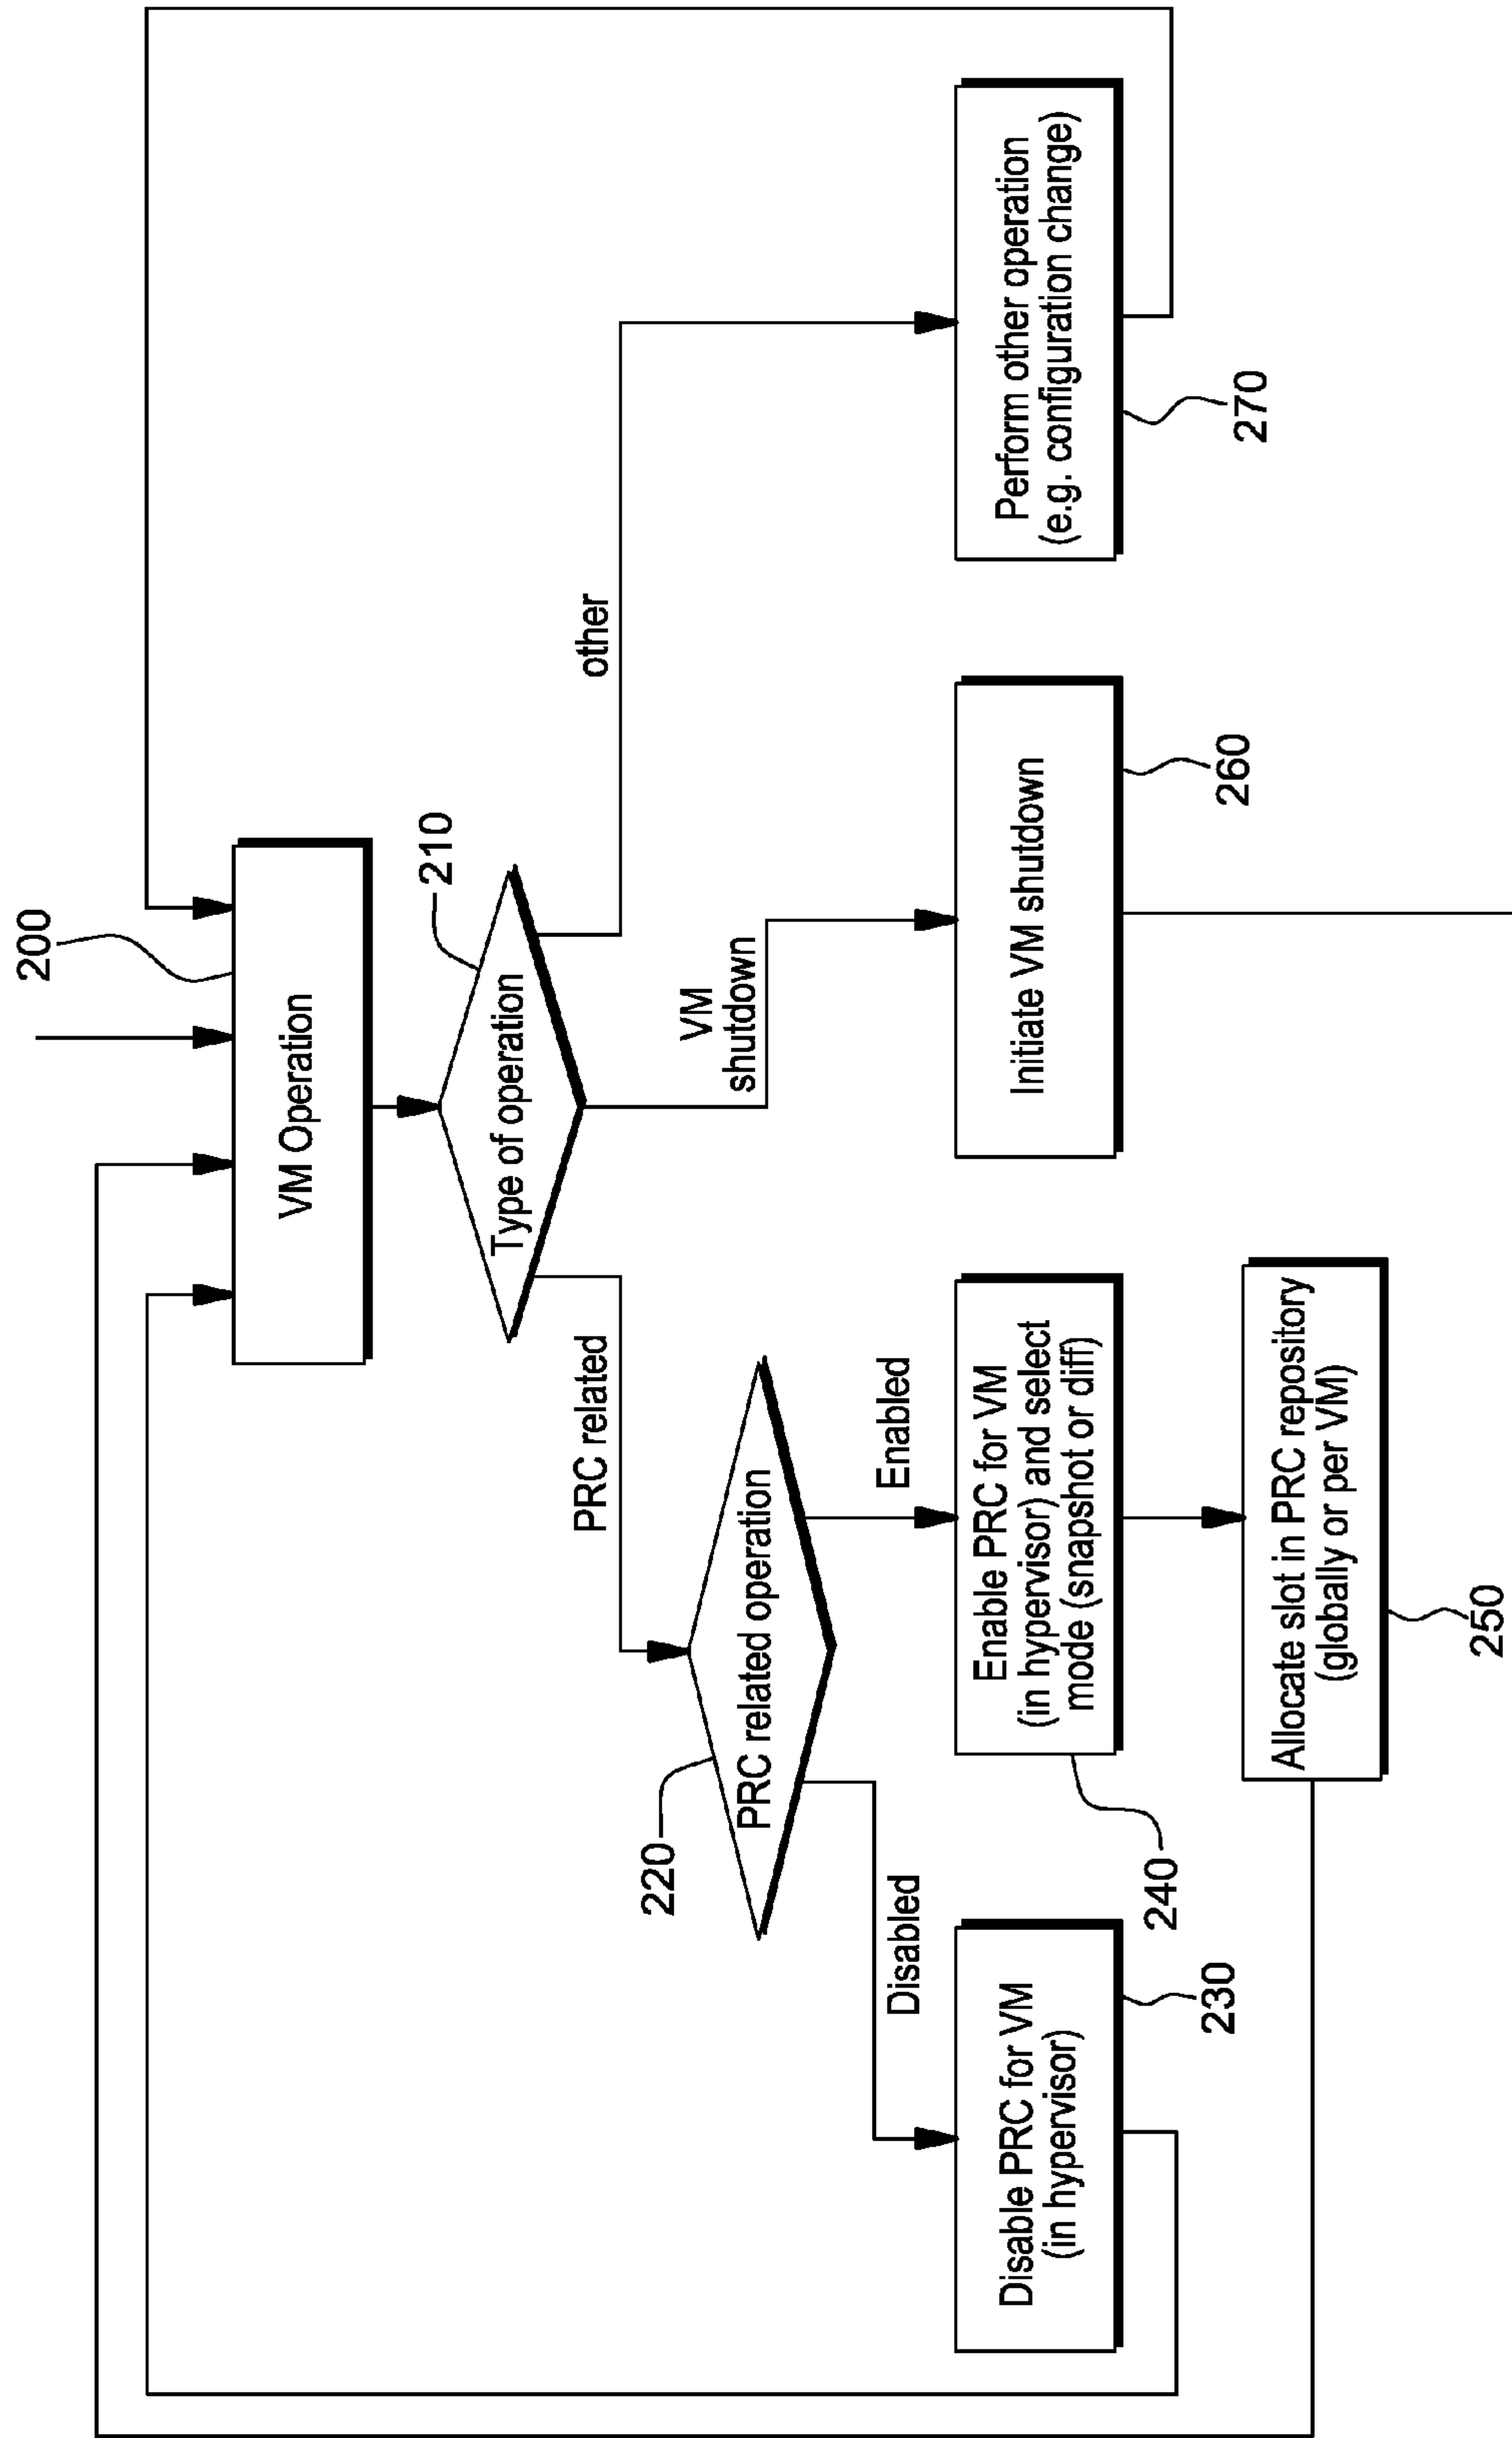 200
VM Operation
210
Type of operation
PRC related
VM
shutdown
other
220
PRC related operation
Disabled
Enabled
Disable PRC for VM
(in hypervisor)
230
Enable PRC for VM
(in hypervisor) and select
mode (snapshot or diff)
240
Initiate VM shutdown
260
Perform other operation
(e.g. configuration change)
270
Allocate slot in PRC repository
(globally or per VM)
250